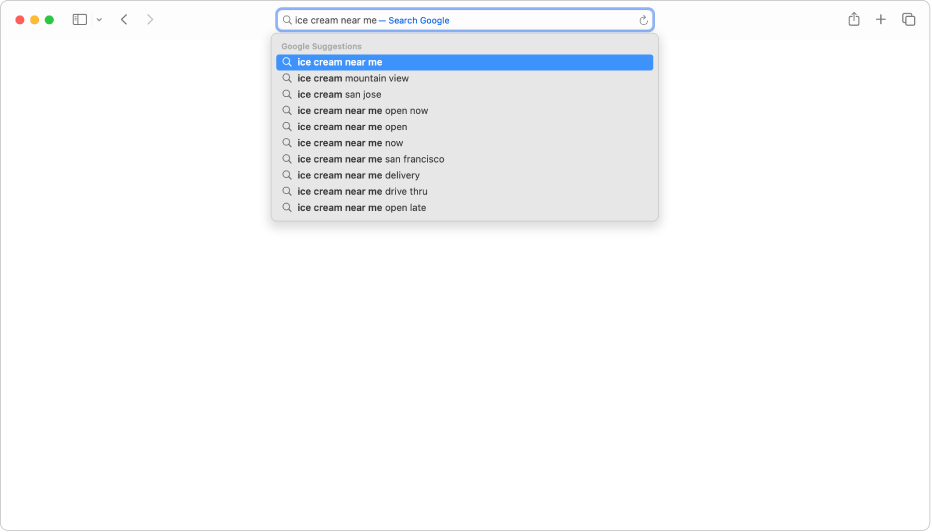 ice cream near me — Search Google
Google Suggestions
ice cream near me
ice cream mountain view
ice cream san jose
ice cream near me open now
ice cream near me open
ice cream near me now
ice cream near me san francisco
ice cream near me delivery
ice cream near me drive thru
ice cream near me open late